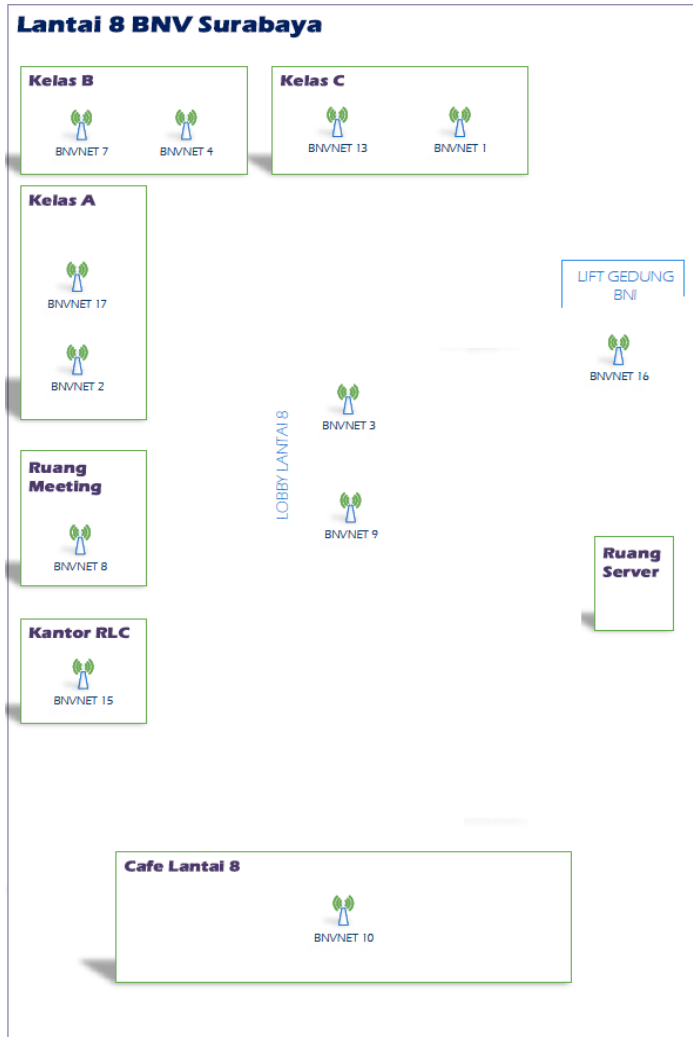 Lantai 8 BNV Surabaya
Kelas B
BNVNET 7
BNVNET 4
Kelas C
BNVNET 13
BNVNET 1
Kelas A
BNVNET 17
BNVNET 2
LIFT GEDUNG
BNI
BNVNET 16
LOBBY LANTAI 8
BNVNET 3
BNVNET 9
Ruang
Meeting
BNVNET 8
Ruang
Server
Kantor RLC
BNVNET 15
Cafe Lantai 8
BNVNET 10